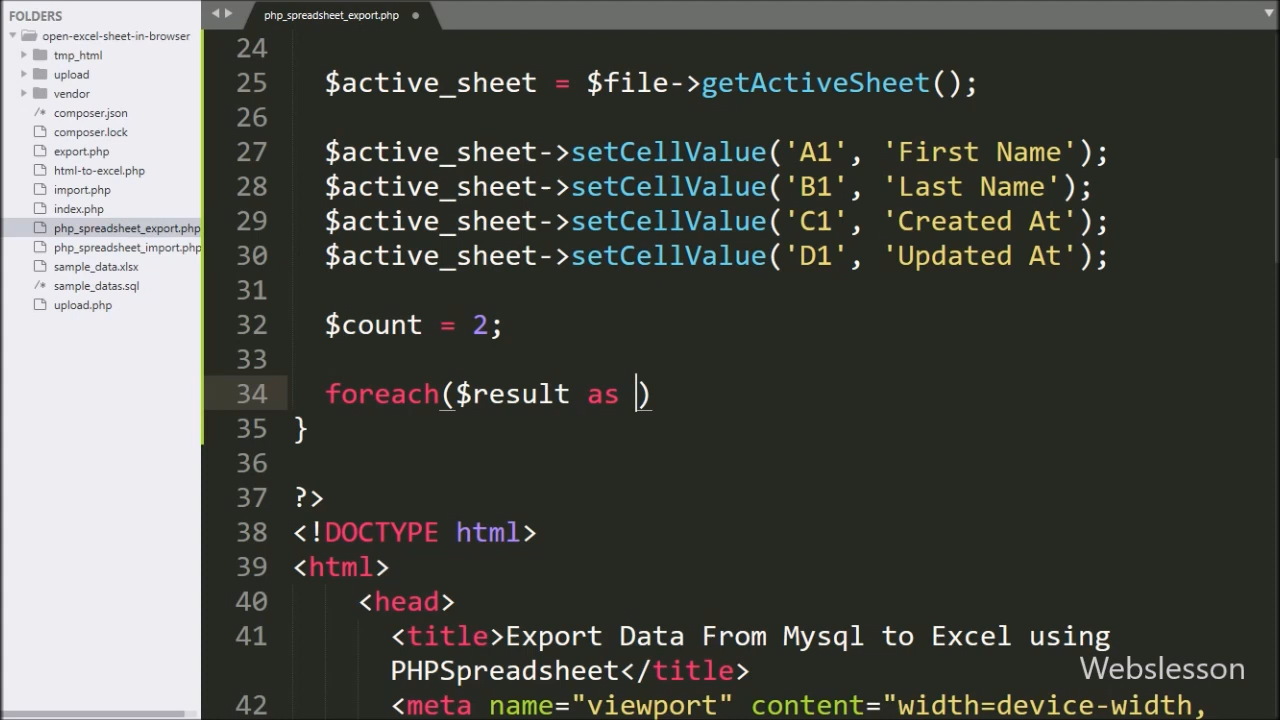 FOLDERS
open-excel-sheet-in-browser
tmp_html
upload
vendor
/* composer.json
composer.lock
export.php
html-to-excel.php
import.php
index.php
php_spreadsheet_export.php
php_spreadsheet_import.php
sample_data.xlsx
/* sample_datas.sql
upload.php
php_spreadsheet_export.php
24
25 $active_sheet = $file->getActiveSheet();
26
27 $active_sheet->setCellValue('A1', 'First Name');
28 $active_sheet->setCellValue('B1', 'Last Name');
29 $active_sheet->setCellValue('C1', 'Created At');
30 $active_sheet->setCellValue('D1', 'Updated At');
31
32 $count = 2;
33
34 foreach($result as )
35 }
36
37 ?>
38 <!DOCTYPE html>
39 <html>
40 <head>
41 <title>Export Data From Mysql to Excel using
PHPSpreadsheet</title>
42 <meta name="viewport" content="width=device-width,
Webslesson